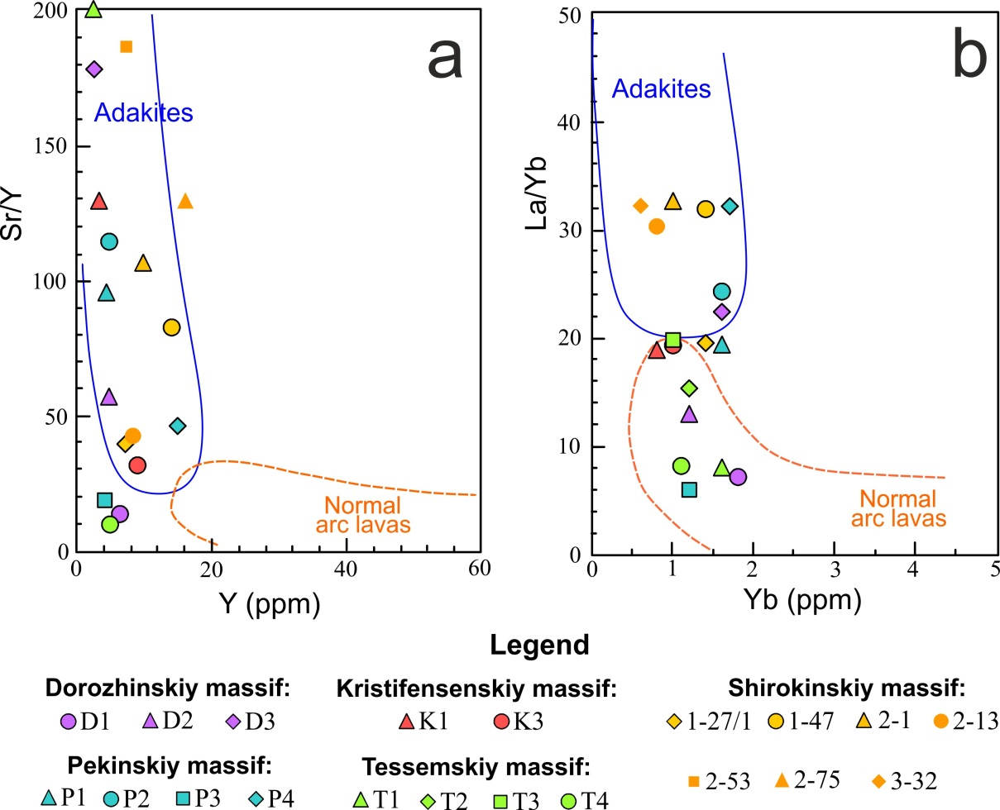 a
200
150
100
50
0
Sr/Y
Adakites
Normal
arc lavas
0 20 40 60
Y (ppm)
b
50
40
30
20
10
0
La/Yb
Adakites
Normal
arc lavas
0 1 2 3 4 5
Yb (ppm)
Legend
Dorozhinskiy massif:
D1 D2 D3
Kristifensenskiy massif:
K1 K3
Shirokinskiy massif:
1-27/1 1-47 2-1 2-13
2-53 2-75 3-32
Pekinskiy massif:
P1 P2 P3 P4
Tessemskiy massif:
T1 T2 T3 T4